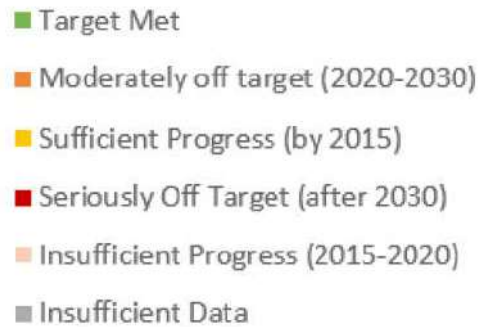 Target Met
Moderately off target (2020-2030)
Sufficient Progress (by 2015)
Seriously Off Target (after 2030)
Insufficient Progress (2015-2020)
Insufficient Data